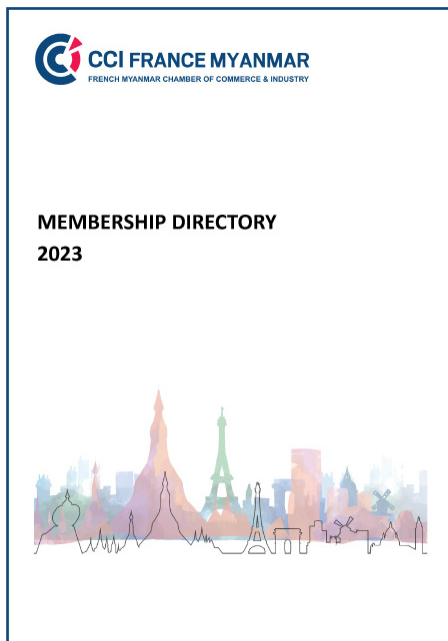 CCI FRANCE MYANMAR
FRENCH MYANMAR CHAMBER OF COMMERCE & INDUSTRY
MEMBERSHIP DIRECTORY
2023